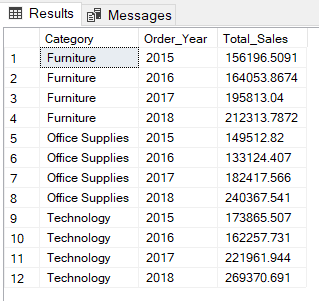 Results Messages
Category Order_Year Total_Sales
1 Furniture 2015 156196.5091
2 Furniture 2016 164053.8674
3 Furniture 2017 195813.04
4 Furniture 2018 212313.7872
5 Office Supplies 2015 149512.82
6 Office Supplies 2016 133124.407
7 Office Supplies 2017 182417.566
8 Office Supplies 2018 240367.541
9 Technology 2015 173865.507
10 Technology 2016 162257.731
11 Technology 2017 221961.944
12 Technology 2018 269370.691